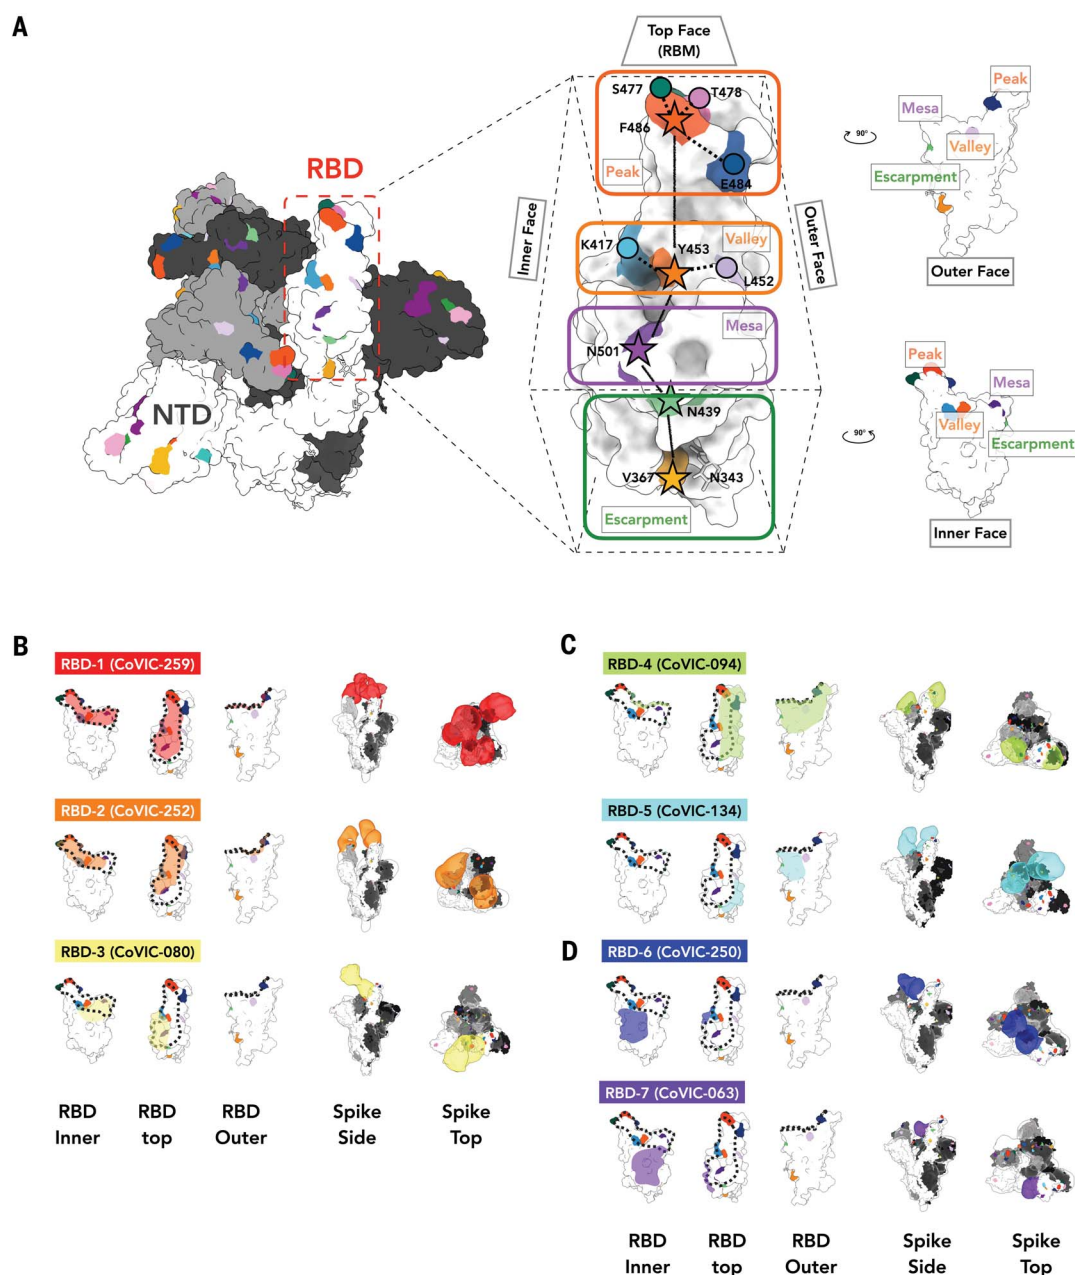 A
RBD
NTD
Top Face
(RBM)
S477
T478
F486
E484
Peak
Inner Face
Outer Face
K417
Y453
Valley
L452
Mesa
N501
N439
V367
N343
Escarpment
Peak
Mesa
90°
Valley
Escarpment
Outer Face
Peak
Mesa
Valley
90°
Escarpment
Inner Face
B
RBD-1 (CoVIC-259)
RBD-2 (CoVIC-252)
RBD-3 (CoVIC-080)
RBD
Inner
RBD
top
RBD
Outer
Spike
Side
Spike
Top
C
RBD-4 (CoVIC-094)
RBD-5 (CoVIC-134)
D
RBD-6 (CoVIC-250)
RBD-7 (CoVIC-063)
RBD
Inner
RBD
top
RBD
Outer
Spike
Side
Spike
Top